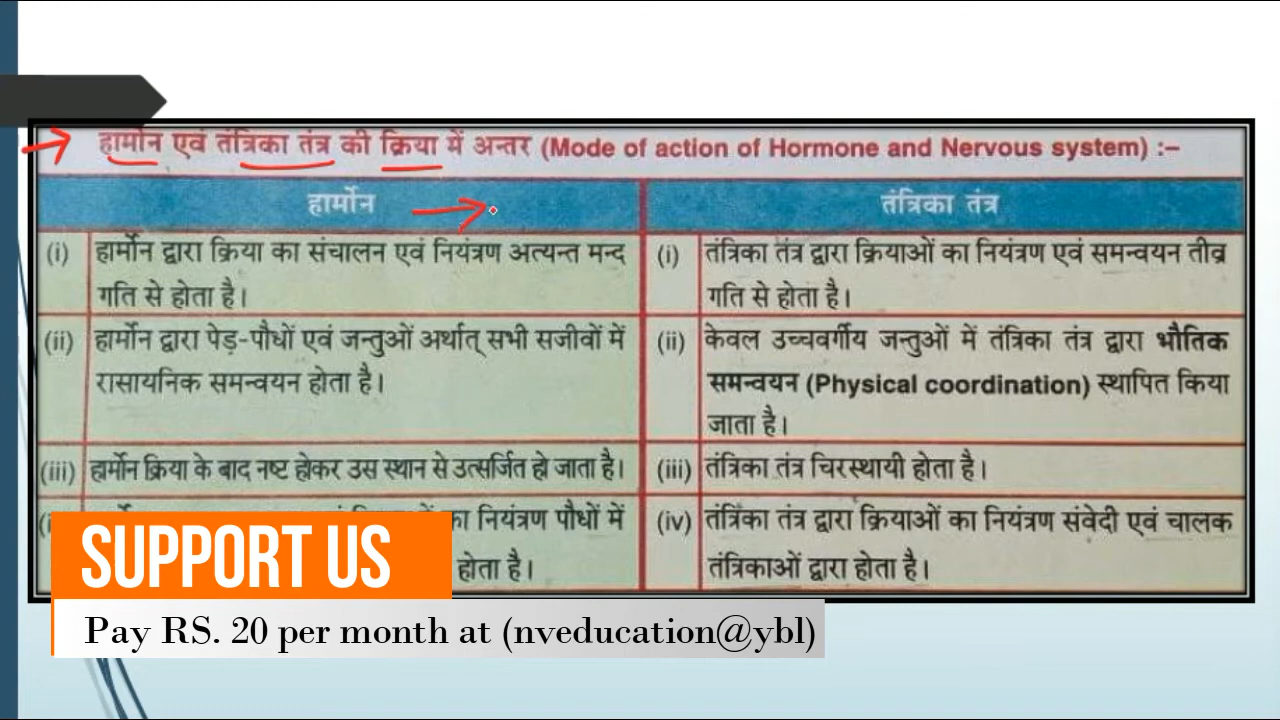 हार्मोन एवं तंत्रिका तंत्र की क्रिया में अन्तर (Mode of action of Hormone and Nervous system) :–
हार्मोन
तंत्रिका तंत्र
(i) हार्मोन द्वारा क्रिया का संचालन एवं नियंत्रण अत्यन्त मन्द
गति से होता है।
(i) तंत्रिका तंत्र द्वारा क्रियाओं का नियंत्रण एवं समन्वयन तीव्र
गति से होता है।
(ii) हार्मोन द्वारा पेड़-पौधों एवं जन्तुओं अर्थात् सभी सजीवों में
रासायनिक समन्वयन होता है।
(ii) केवल उच्चवर्गीय जन्तुओं में तंत्रिका तंत्र द्वारा भौतिक
समन्वयन (Physical coordination) स्थापित किया
जाता है।
(iii) हार्मोन क्रिया के बाद नष्ट होकर उस स्थान से उत्सर्जित हो जाता है।
(iii) तंत्रिका तंत्र चिरस्थायी होता है।
का नियंत्रण पौधों में
होता है।
(iv) तंत्रिका तंत्र द्वारा क्रियाओं का नियंत्रण संवेदी एवं चालक
तंत्रिकाओं द्वारा होता है।
SUPPORT US
Pay RS. 20 per month at (nveducation@ybl)